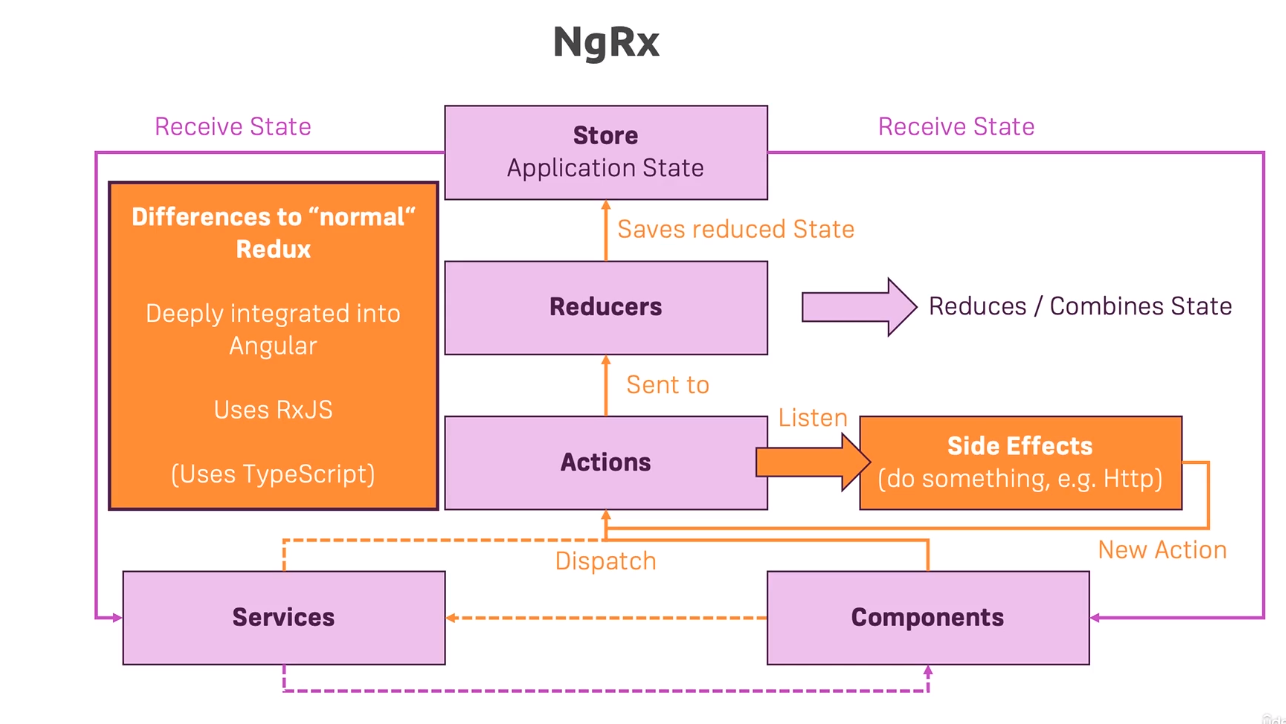 NgRx
Receive State
Store
Application State
Receive State
Differences to “normal“
Redux
Deeply integrated into
Angular
Uses RxJS
(Uses TypeScript)
Saves reduced State
Reducers
Reduces / Combines State
Sent to
Actions
Listen
Side Effects
(do something, e.g. Http)
New Action
Dispatch
Services
Components